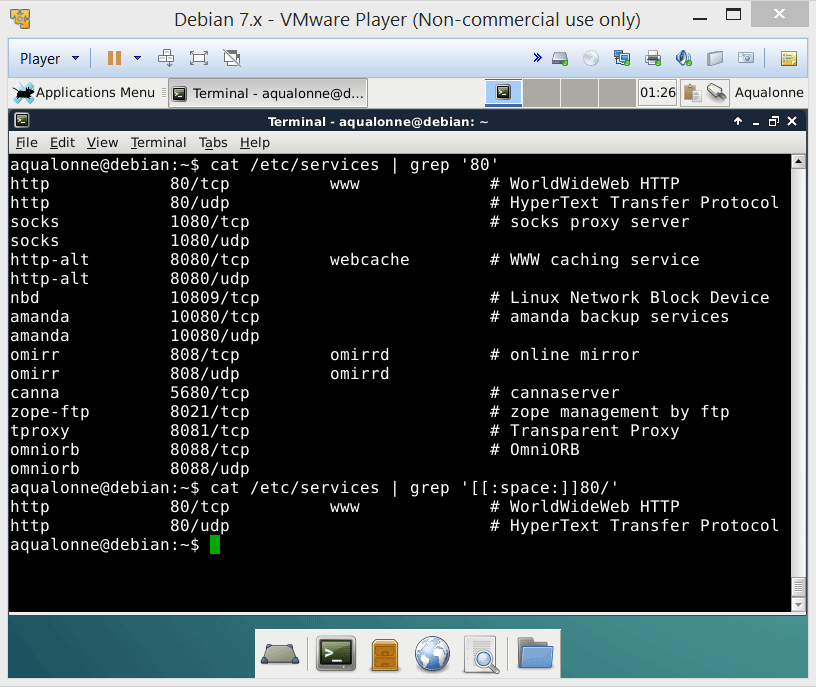 Debian 7.x - VMware Player (Non-commercial use only)
Player
Applications Menu
Terminal - aqualonne@d...
01:26
Aqualonne
Terminal - aqualonne@debian: ~
File Edit View Terminal Tabs Help
aqualonne@debian:~$ cat /etc/services | grep '80'
http 80/tcp www # WorldWideWeb HTTP
http 80/udp # HyperText Transfer Protocol
socks 1080/tcp # socks proxy server
socks 1080/udp
http-alt 8080/tcp webcache # WWW caching service
http-alt 8080/udp
nbd 10809/tcp # Linux Network Block Device
amanda 10080/tcp # amanda backup services
amanda 10080/udp
omirr 808/tcp omirrd # online mirror
omirr 808/udp omirrd
canna 5680/tcp # cannaserver
zope-ftp 8021/tcp # zope management by ftp
tproxy 8081/tcp # Transparent Proxy
omniorb 8088/tcp # OmniORB
omniorb 8088/udp
aqualonne@debian:~$ cat /etc/services | grep '[[:space:]]80/'
http 80/tcp www # WorldWideWeb HTTP
http 80/udp # HyperText Transfer Protocol
aqualonne@debian:~$